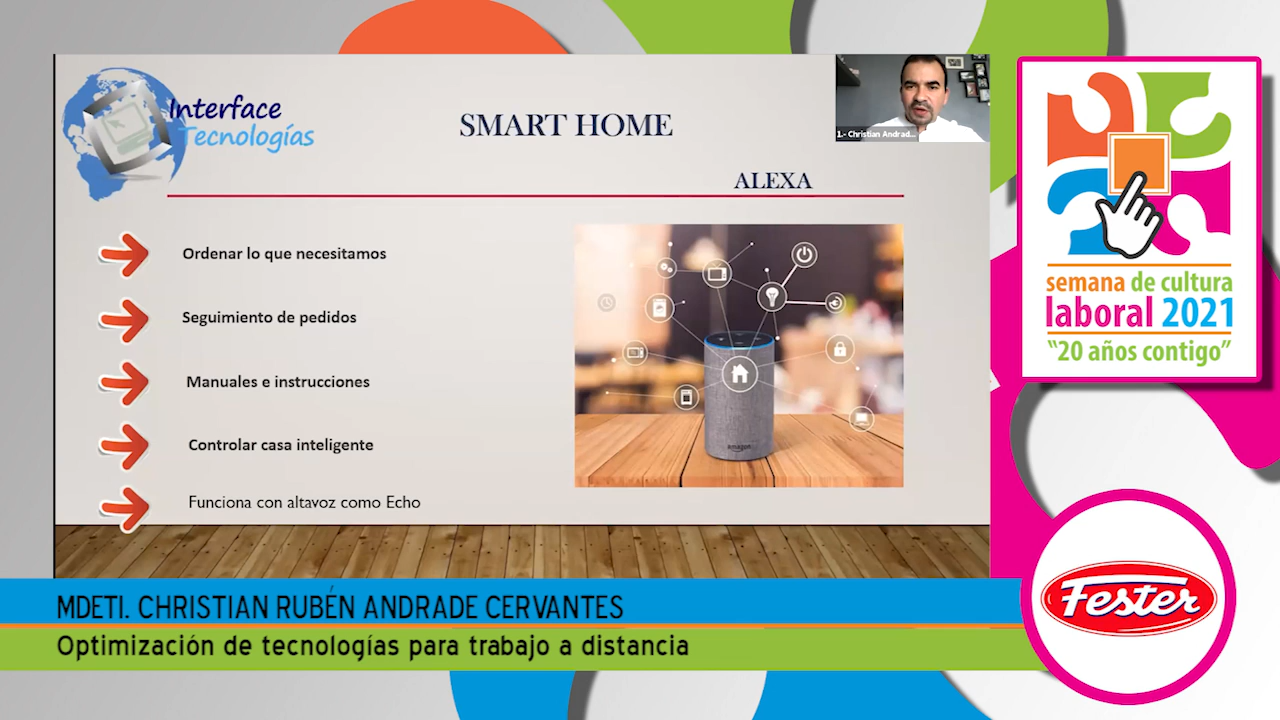 Interface
Tecnologías
SMART HOME
ALEXA
1.- Christian Andrad...
Ordenar lo que necesitamos
Seguimiento de pedidos
Manuales e instrucciones
Controlar casa inteligente
Funciona con altavoz como Echo
amazon
semana de cultura
laboral 2021
“20 años contigo”
Fester
MDETI. CHRISTIAN RUBÉN ANDRADE CERVANTES
Optimización de tecnologías para trabajo a distancia